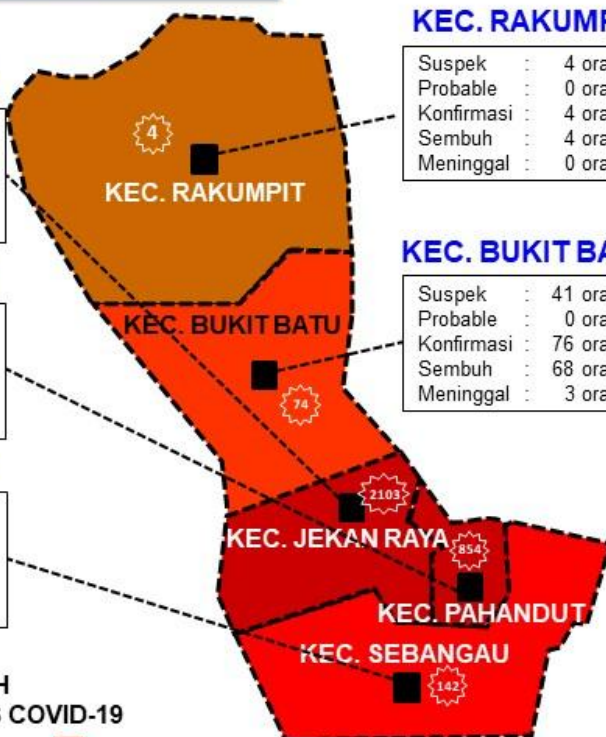 KEC. RAKUMP
Suspek : 4 ora
Probable : 0 ora
Konfirmasi : 4 ora
Sembuh : 4 ora
Meninggal : 0 ora
4
KEC. RAKUMPIT
KEC. BUKIT BA
Suspek : 41 ora
Probable : 0 ora
Konfirmasi : 76 ora
Sembuh : 68 ora
Meninggal : 3 ora
KEC. BUKIT BATU
74
2103
KEC. JEKAN RAYA
854
KEC. PAHANDUT
KEC. SEBANGAU
142
H
COVID-19